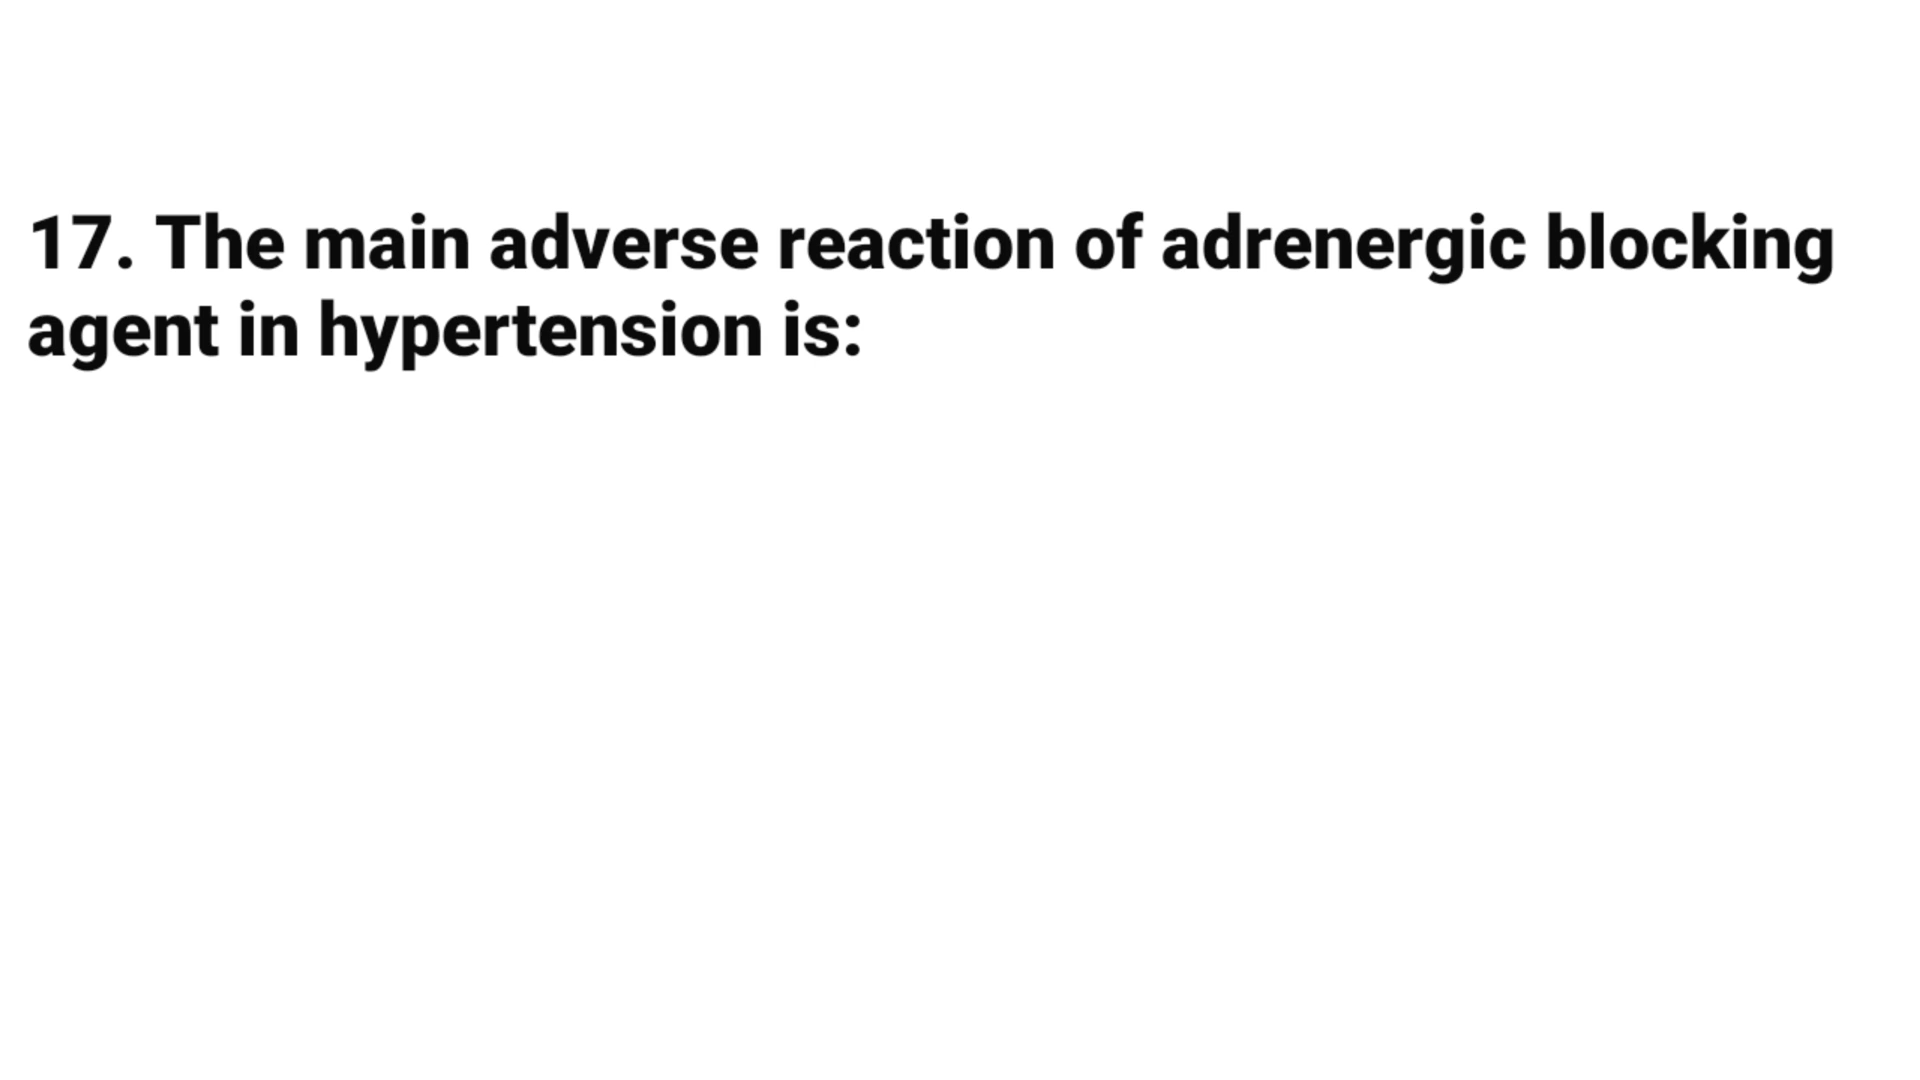 17. The main adverse reaction of adrenergic blocking
agent in hypertension is: